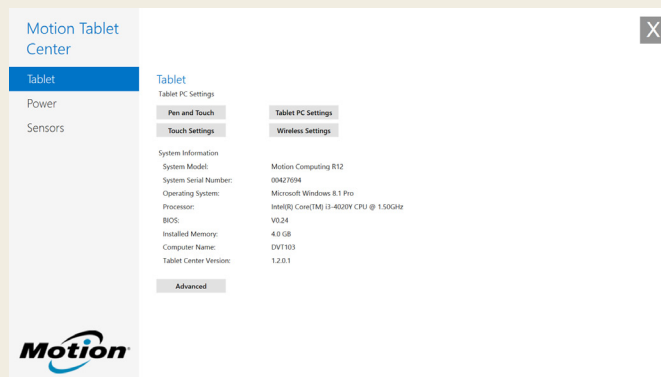 Motion Tablet
Center
X
Tablet
Power
Sensors
Tablet
Tablet PC Settings
Pen and Touch Tablet PC Settings
Touch Settings Wireless Settings
System Information
System Model: Motion Computing R12
System Serial Number: 00427694
Operating System: Microsoft Windows 8.1 Pro
Processor: Intel(R) Core(TM) i3-4020Y CPU @ 1.50GHz
BIOS: V0.24
Installed Memory: 4.0 GB
Computer Name: DVT103
Tablet Center Version: 1.2.0.1
Advanced
Motion